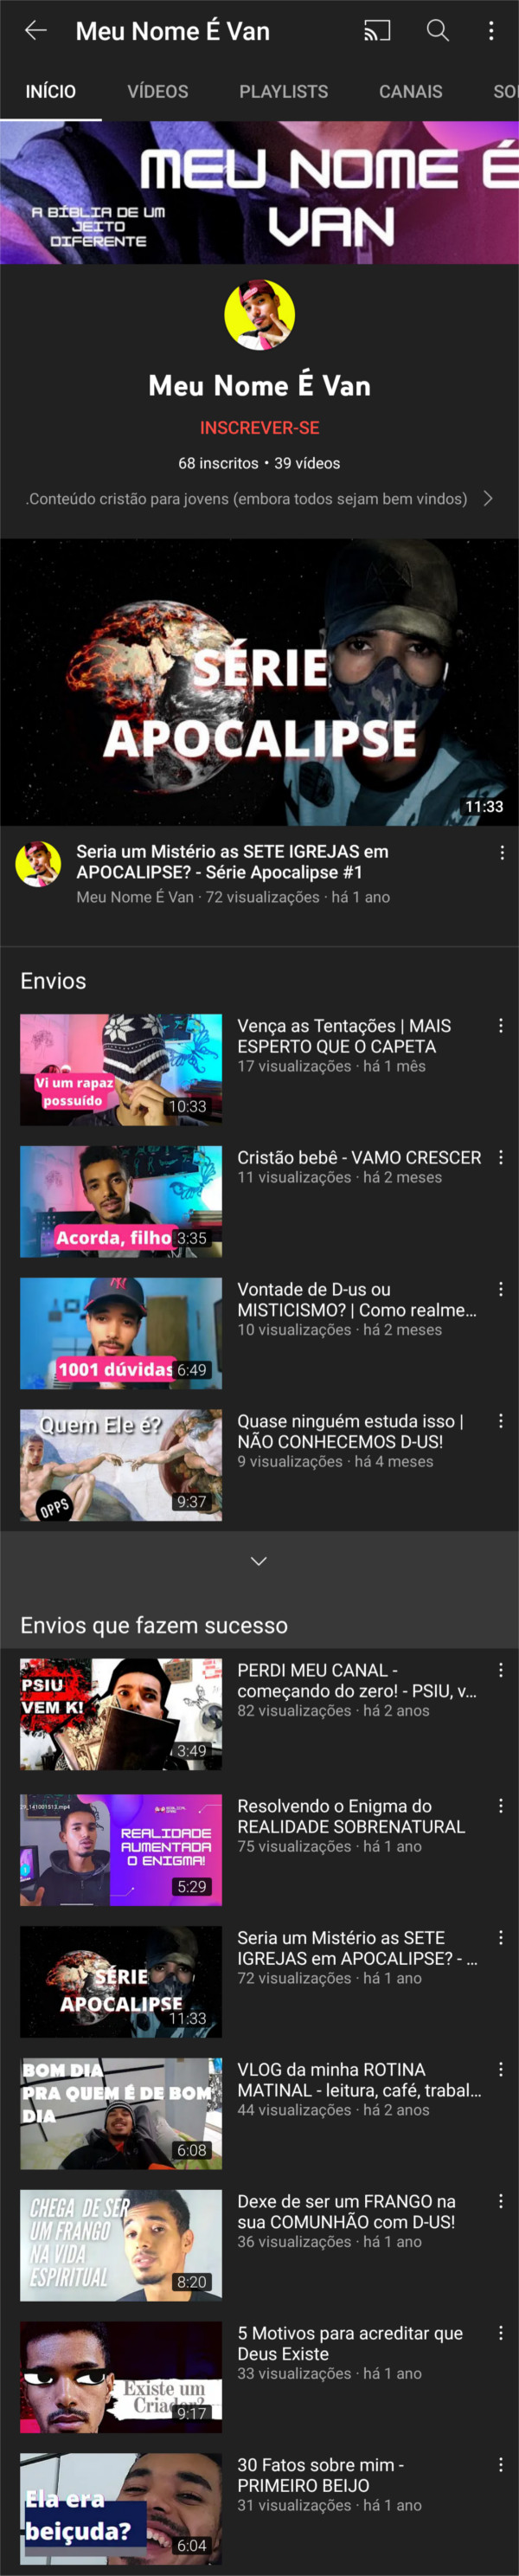 Meu Nome É Van
INÍCIO
VÍDEOS
PLAYLISTS
CANAIS
SO
MEU NOME É
VAN
A BÍBLIA DE UM
JEITO
DIFERENTE
Meu Nome É Van
INSCREVER-SE
68 inscritos • 39 vídeos
.Conteúdo cristão para jovens (embora todos sejam bem vindos)
SÉRIE
APOCALIPSE
11:33
Seria um Mistério as SETE IGREJAS em
APOCALIPSE? - Série Apocalipse #1
Meu Nome É Van · 72 visualizações · há 1 ano
Envios
Vi um rapaz
possuído
10:33
Vença as Tentações | MAIS
ESPERTO QUE O CAPETA
17 visualizações · há 1 mês
Acorda, filho
3:35
Cristão bebê - VAMO CRESCER
11 visualizações · há 2 meses
1001 dúvidas
6:49
Vontade de D-us ou
MISTICISMO? | Como realme...
10 visualizações · há 2 meses
Quem Ele é?
OPPS
9:37
Quase ninguém estuda isso |
NÃO CONHECEMOS D-US!
9 visualizações · há 4 meses
Envios que fazem sucesso
PSIU
VEM K!
3:49
PERDI MEU CANAL -
começando do zero! - PSIU, v...
82 visualizações · há 2 anos
REALIDADE
AUMENTADA
O ENIGMA!
5:29
Resolvendo o Enigma do
REALIDADE SOBRENATURAL
75 visualizações · há 1 ano
SÉRIE
APOCALIPSE
11:33
Seria um Mistério as SETE
IGREJAS em APOCALIPSE? - ...
72 visualizações · há 1 ano
BOM DIA
PRA QUEM É DE BOM
DIA
6:08
VLOG da minha ROTINA
MATINAL - leitura, café, trabal...
44 visualizações · há 2 anos
CHEGA DE SER
UM FRANGO
NA VIDA
ESPIRITUAL
8:20
Dexe de ser um FRANGO na
sua COMUNHÃO com D-US!
36 visualizações · há 1 ano
Existe um
Criador?
9:17
5 Motivos para acreditar que
Deus Existe
33 visualizações · há 1 ano
Ela era
beiçuda?
6:04
30 Fatos sobre mim -
PRIMEIRO BEIJO
31 visualizações · há 1 ano